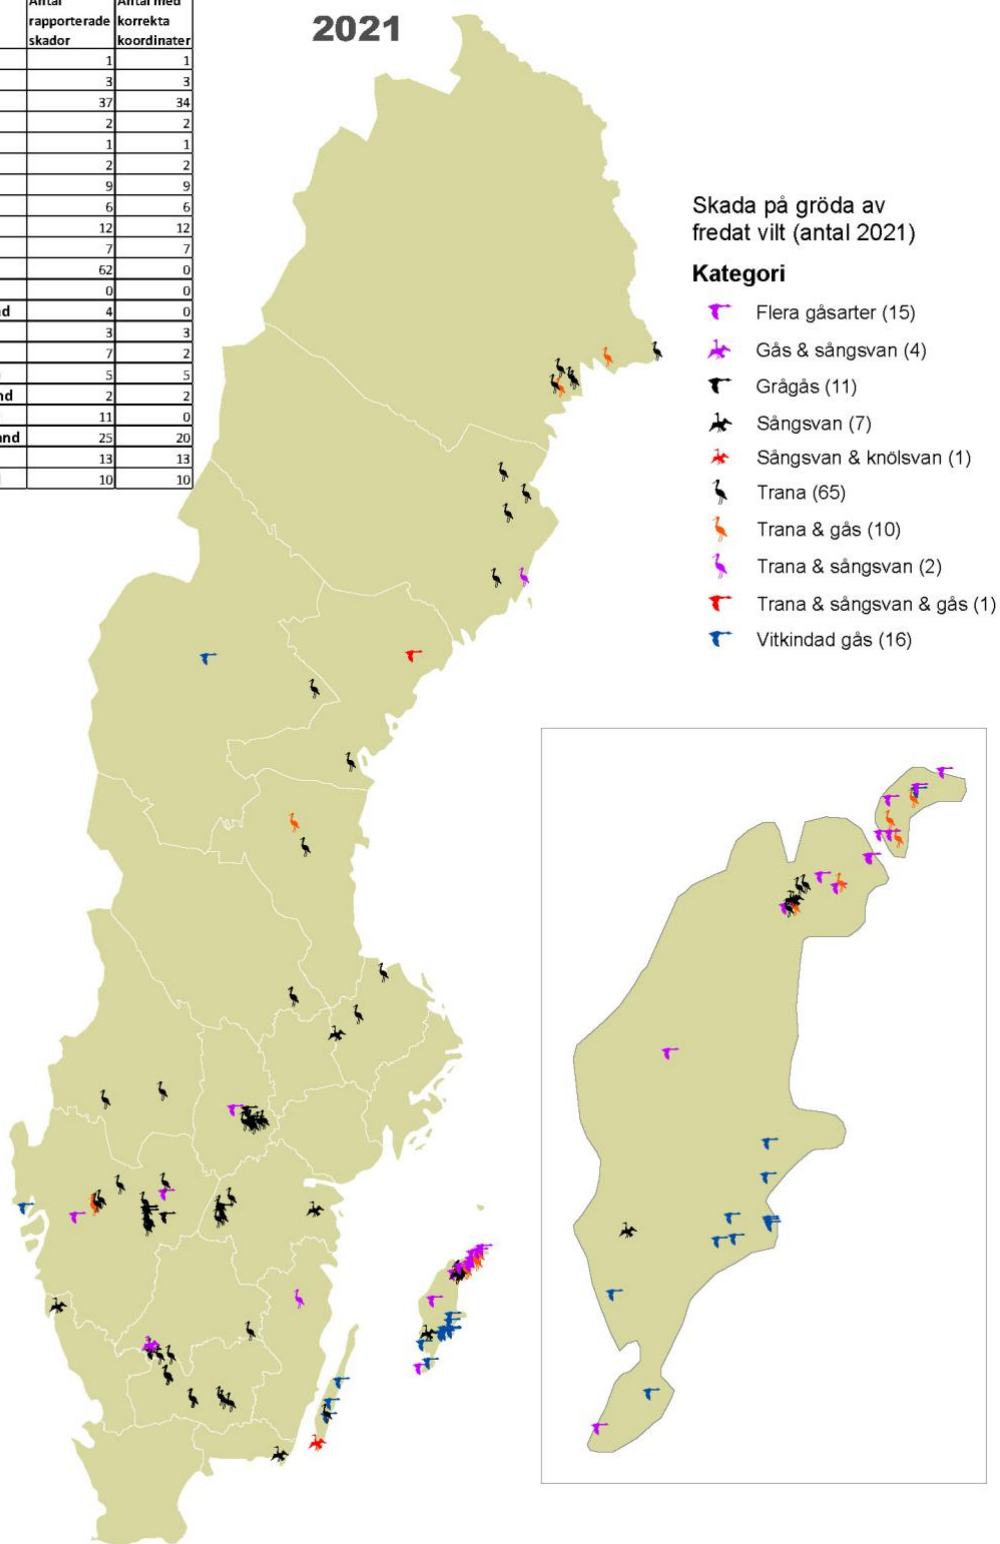 Antal Antal med
rapporterade korrekta
skador koordinater
1 1
3 3
37 34
2 2
1 1
2 2
9 9
6 6
12 12
7 7
62 0
0 0
4 0
3 3
7 2
5 5
2 2
11 0
25 20
13 13
10 10
2021
Skada på gröda av
fredat vilt (antal 2021)
Kategori
Flera gåsarter (15)
Gås & sångsvan (4)
Grågås (11)
Sångsvan (7)
Sångsvan & knölsvan (1)
Trana (65)
Trana & gås (10)
Trana & sångsvan (2)
Trana & sångsvan & gås (1)
Vitkindad gås (16)